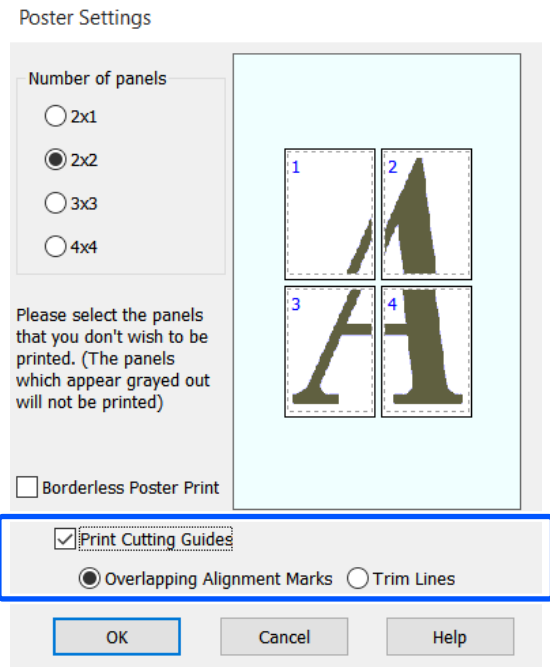 Poster Settings
Number of panels
2x1
2x2
3x3
4x4
1
2
3
4
Please select the panels
that you don't wish to be
printed. (The panels
which appear grayed out
will not be printed)
Borderless Poster Print
Print Cutting Guides
Overlapping Alignment Marks Trim Lines
OK Cancel Help